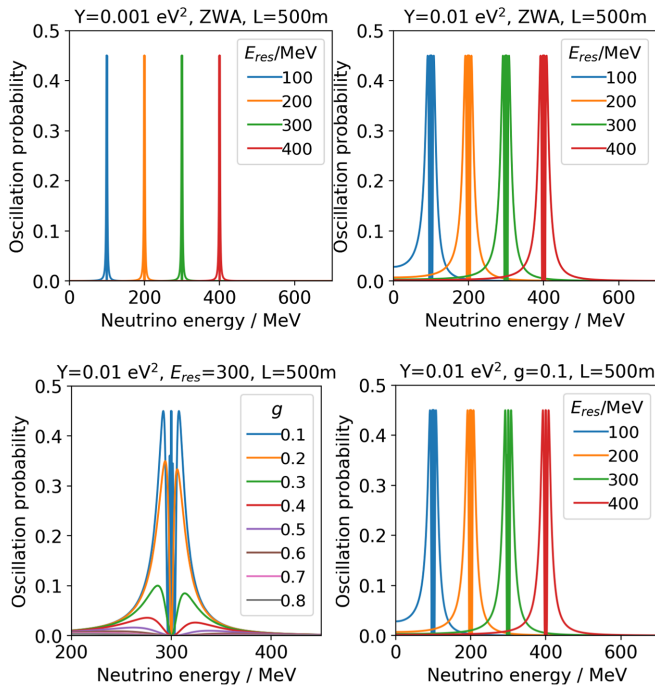 Y=0.001 eV², ZWA, L=500m
Oscillation probability
0.5
0.4
0.3
0.2
0.1
0.0
E_res/MeV
100
200
300
400
0 200 400 600
Neutrino energy / MeV
Y=0.01 eV², ZWA, L=500m
Oscillation probability
0.5
0.4
0.3
0.2
0.1
0.0
E_res/MeV
100
200
300
400
0 200 400 600
Neutrino energy / MeV
Y=0.01 eV², E_res=300, L=500m
Oscillation probability
0.5
0.4
0.3
0.2
0.1
0.0
g
0.1
0.2
0.3
0.4
0.5
0.6
0.7
0.8
200 300 400
Neutrino energy / MeV
Y=0.01 eV², g=0.1, L=500m
Oscillation probability
0.5
0.4
0.3
0.2
0.1
0.0
E_res/MeV
100
200
300
400
0 200 400 600
Neutrino energy / MeV